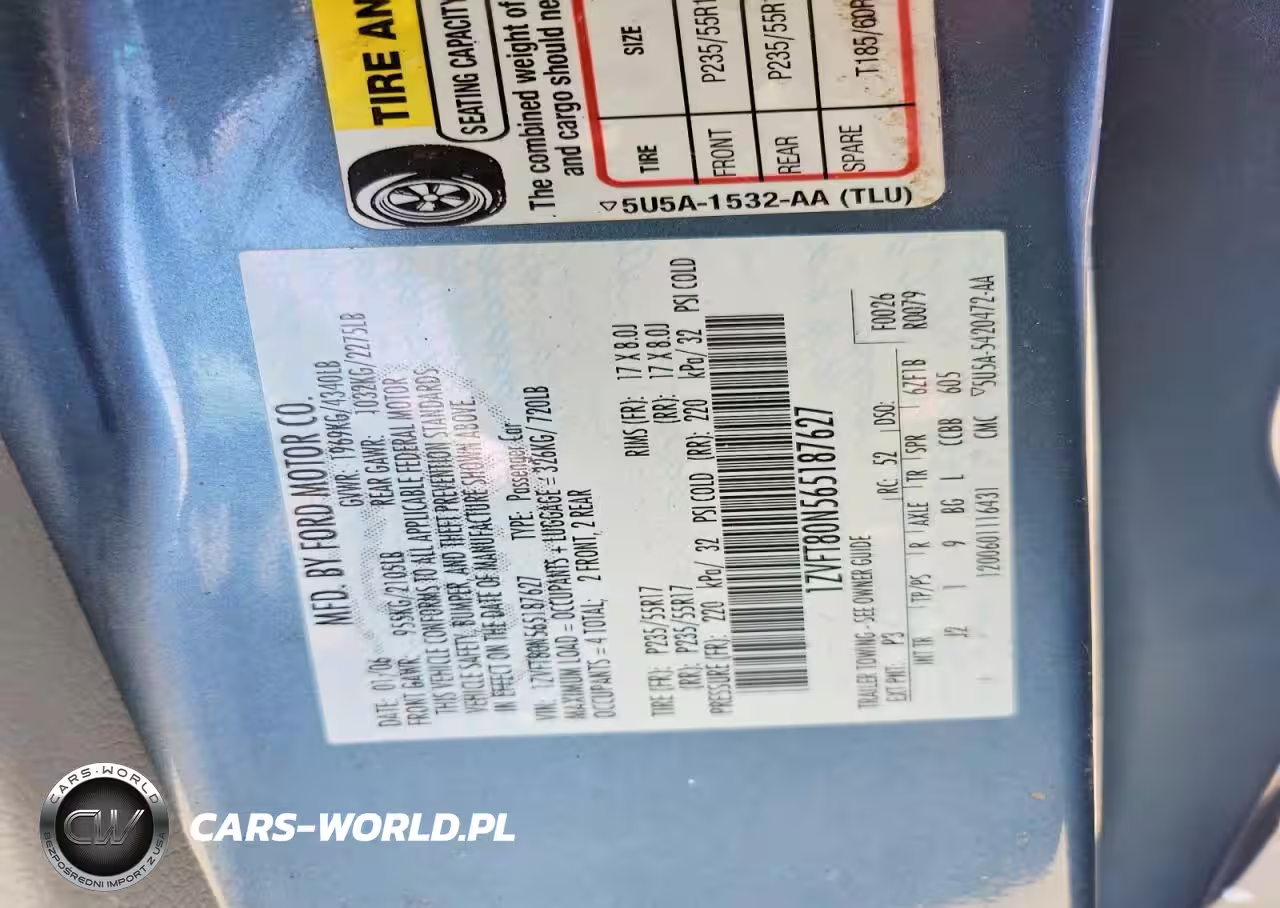 TIRE AN
SEATING CAPACITY
The combined weight of
and cargo should ne
TIRE SIZE
FRONT P235/55R1
REAR P235/55R
SPARE T185/60R
5U5A-1532-AA (TLU)
MFD. BY FORD MOTOR CO.
DATE: 01/06 GVWR: 1969KG/4340LB
FRONT GAWR: 955KG/2105LB REAR GAWR: 1032KG/2275LB
THIS VEHICLE CONFORMS TO ALL APPLICABLE FEDERAL MOTOR
VEHICLE SAFETY, BUMPER, AND THEFT PREVENTION STANDARDS
IN EFFECT ON THE DATE OF MANUFACTURE SHOWN ABOVE.
VIN: 1ZVFT80N565187627 TYPE: Passenger Car
MAXIMUM LOAD = OCCUPANTS + LUGGAGE = 326KG/720LB
OCCUPANTS = 4 TOTAL; 2 FRONT, 2 REAR
TIRE (FR): P235/55R17 RIMS (FR): 17 X 8.0J
(RR): P235/55R17 (RR): 17 X 8.0J
PRESSURE FR): 220 kPa/ 32 PSI COLD (RR): 220 kPa/ 32 PSI COLD
1ZVFT80N565187627
TRAILER TOWING - SEE OWNER GUIDE
EXT PNT: P3 RC: 52 DSO: F0026
R0079
INT TR TP/PS R AXLE TR SPR 6ZF1B
J2 1 9 BG L CCBB 605
1200601116431 CMC 5U5A-5420472-AA
CARS-WORLD
CW
BEZPOŚREDNI IMPORT Z USA
CARS-WORLD.PL